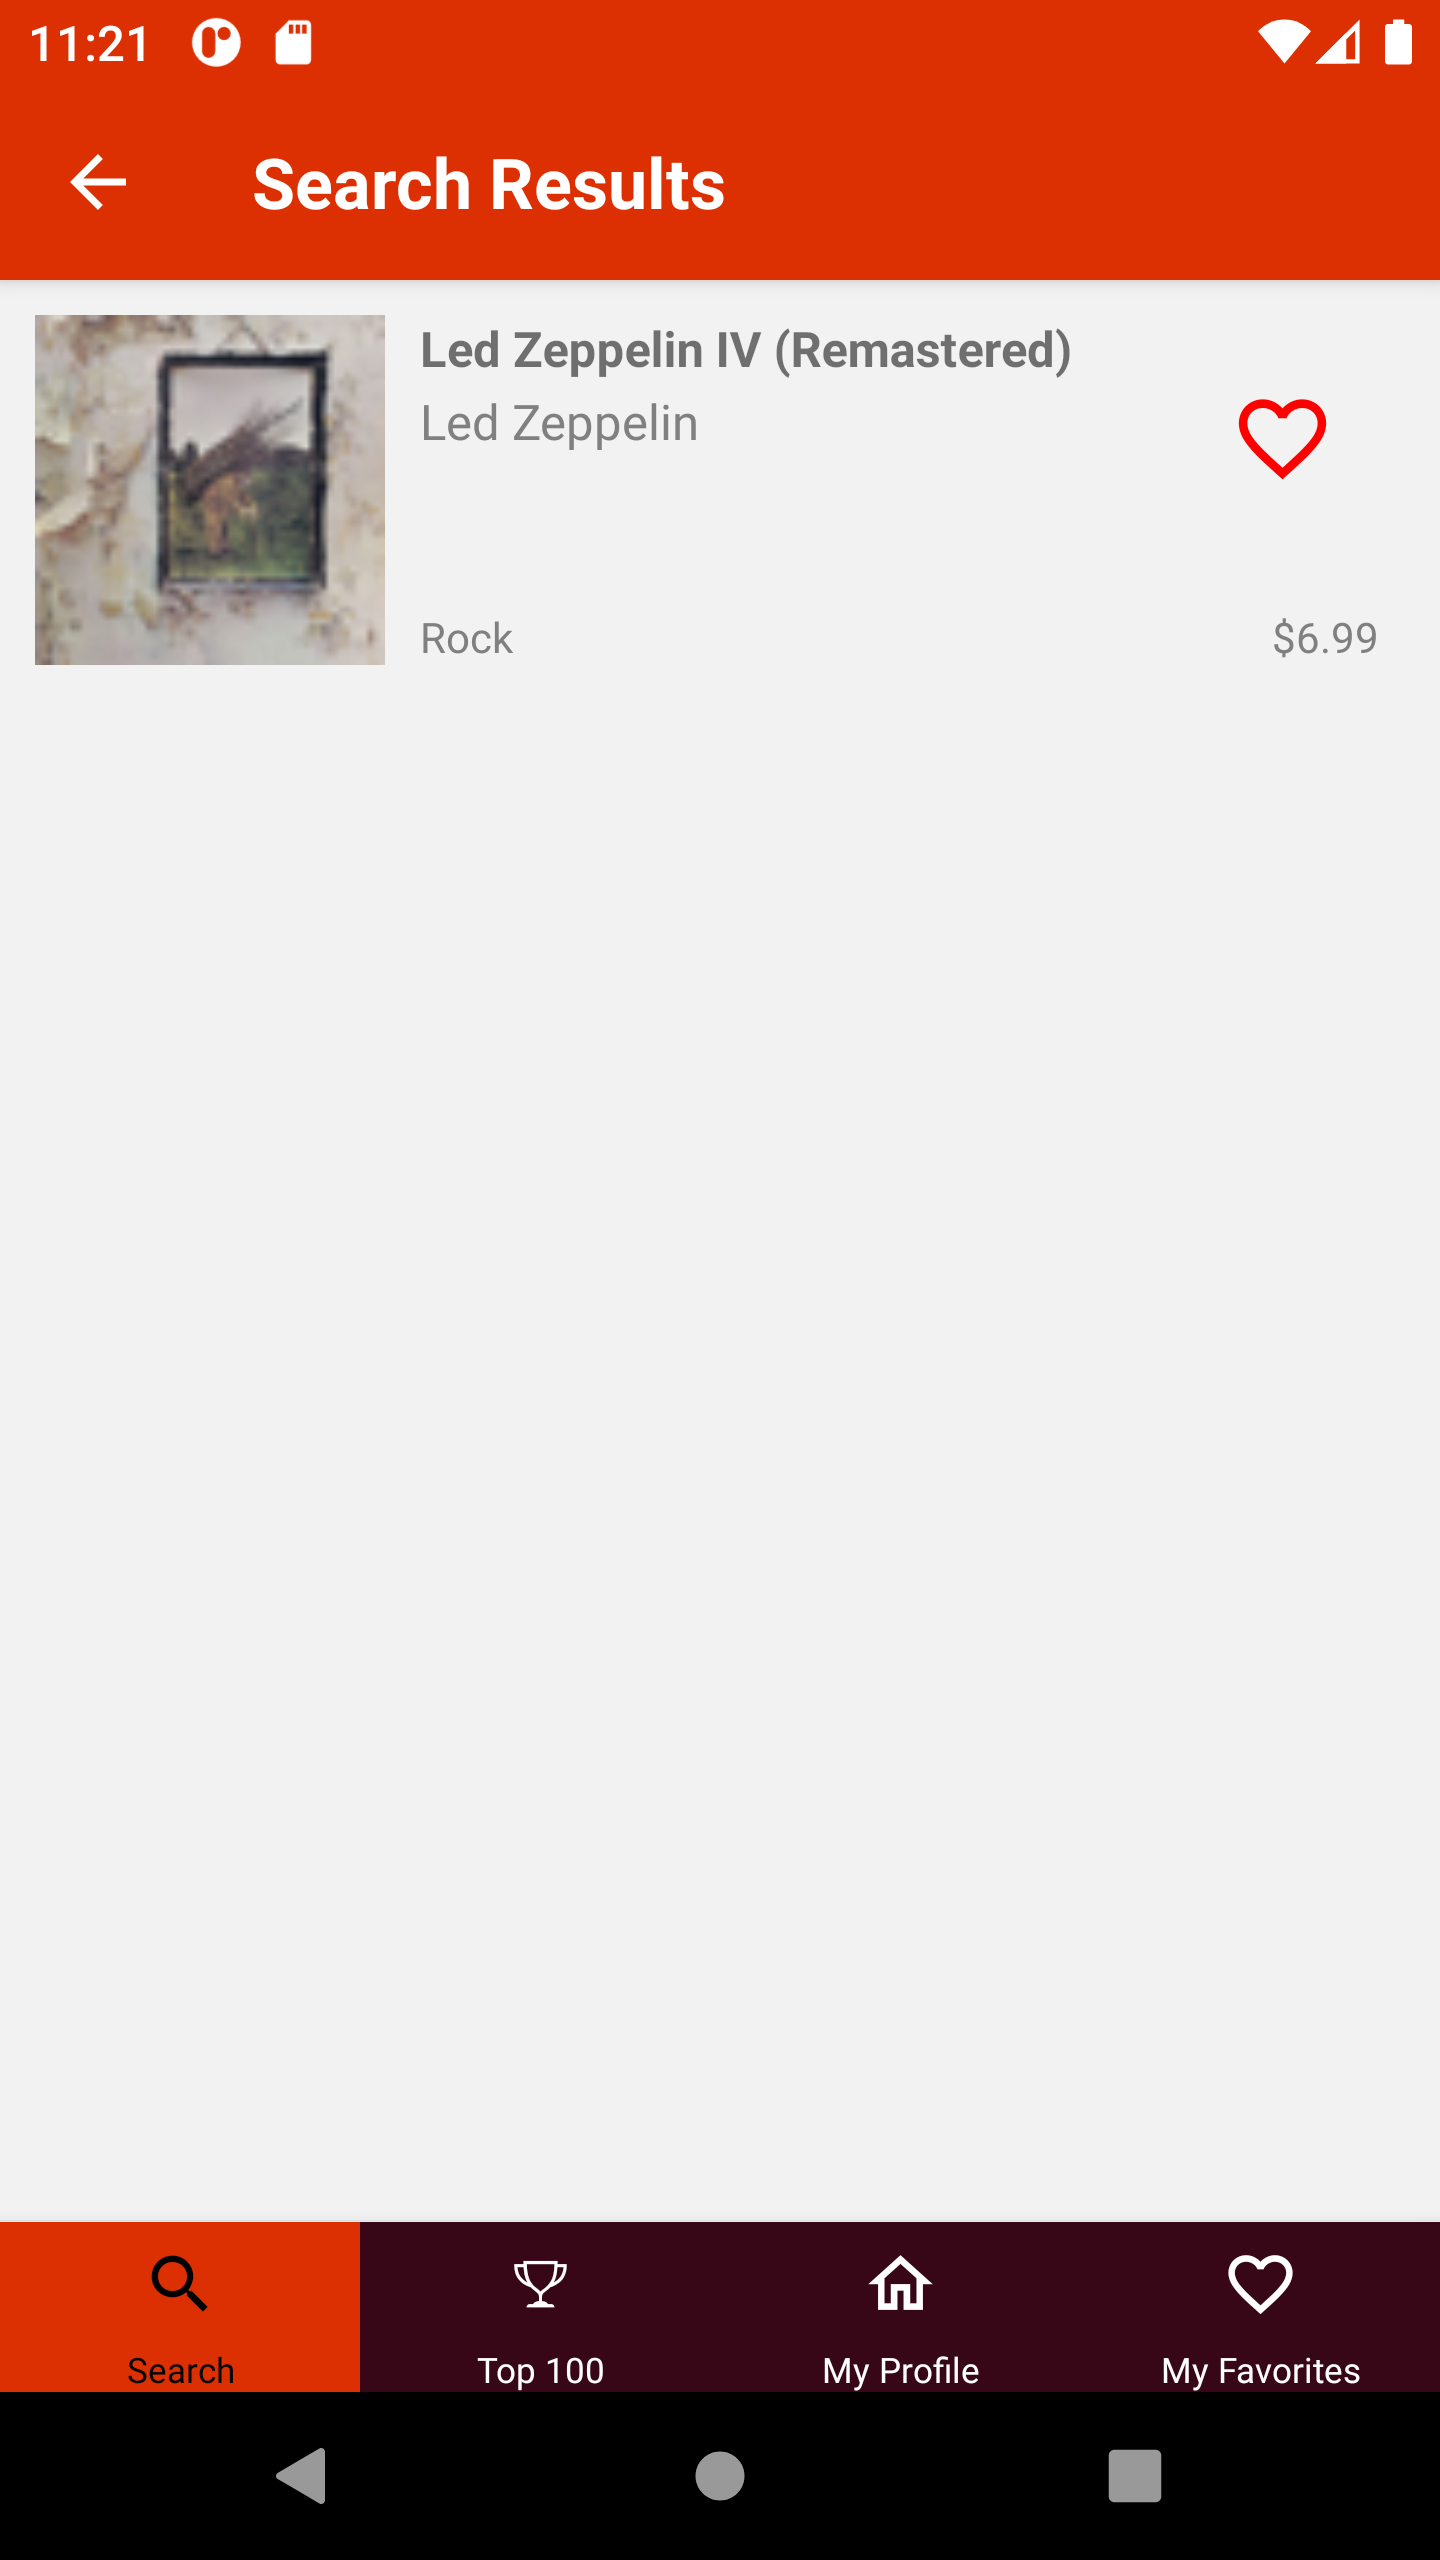 11:21
Search Results
Led Zeppelin IV (Remastered)
Led Zeppelin
Rock
$6.99
Search
Top 100
My Profile
My Favorites